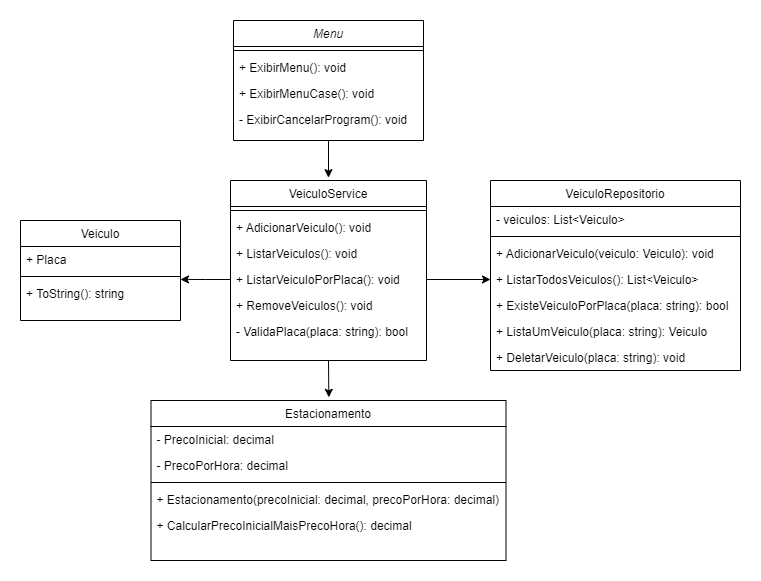 Menu
+ ExibirMenu(): void
+ ExibirMenuCase(): void
- ExibirCancelarProgram(): void
VeiculoService
+ AdicionarVeiculo(): void
+ ListarVeiculos(): void
+ ListarVeiculoPorPlaca(): void
+ RemoveVeiculos(): void
- ValidaPlaca(placa: string): bool
VeiculoRepositorio
- veiculos: List<Veiculo>
+ AdicionarVeiculo(veiculo: Veiculo): void
+ ListarTodosVeiculos(): List<Veiculo>
+ ExisteVeiculoPorPlaca(placa: string): bool
+ ListaUmVeiculo(placa: string): Veiculo
+ DeletarVeiculo(placa: string): void
Veiculo
+ Placa
+ ToString(): string
Estacionamento
- PrecoInicial: decimal
- PrecoPorHora: decimal
+ Estacionamento(precoInicial: decimal, precoPorHora: decimal)
+ CalcularPrecoInicialMaisPrecoHora(): decimal